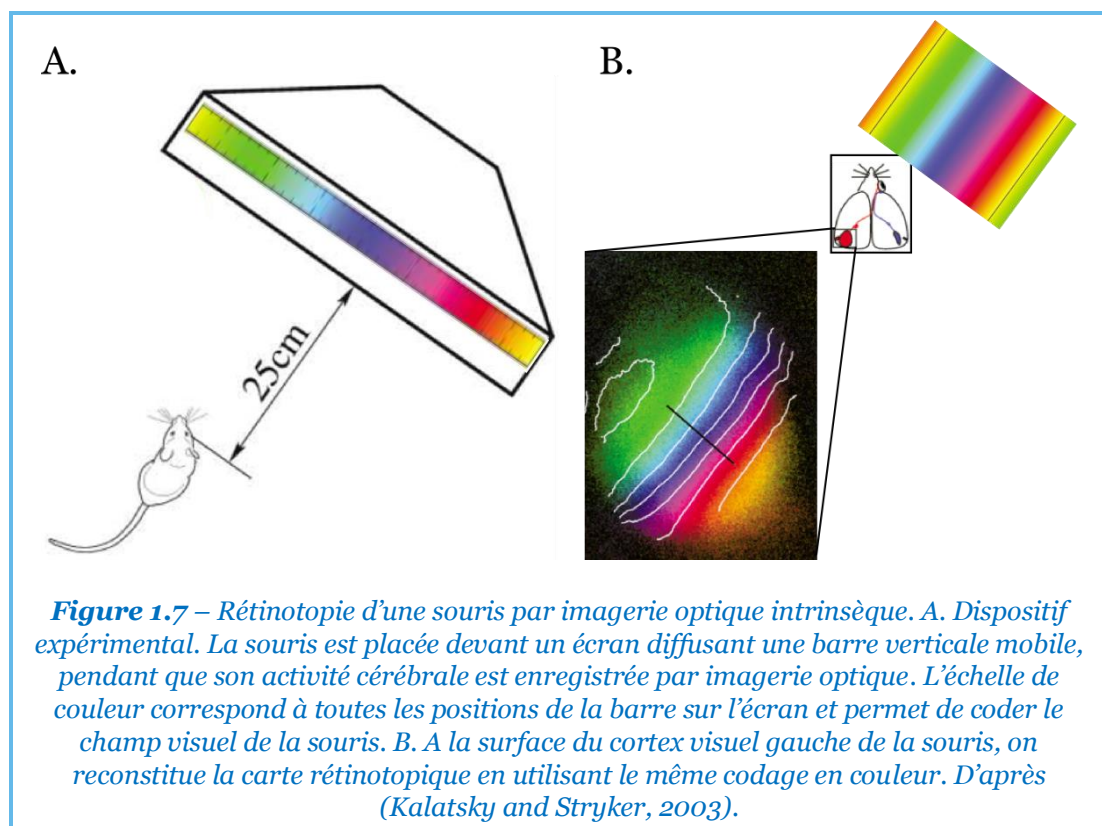 A.
B.
25cm
Figure 1.7 – Rétinotopie d’une souris par imagerie optique intrinsèque. A. Dispositif
expérimental. La souris est placée devant un écran diffusant une barre verticale mobile,
pendant que son activité cérébrale est enregistrée par imagerie optique. L’échelle de
couleur correspond à toutes les positions de la barre sur l’écran et permet de coder le
champ visuel de la souris. B. A la surface du cortex visuel gauche de la souris, on
reconstitue la carte rétinotopique en utilisant le même codage en couleur. D’après
(Kalatsky and Stryker, 2003).